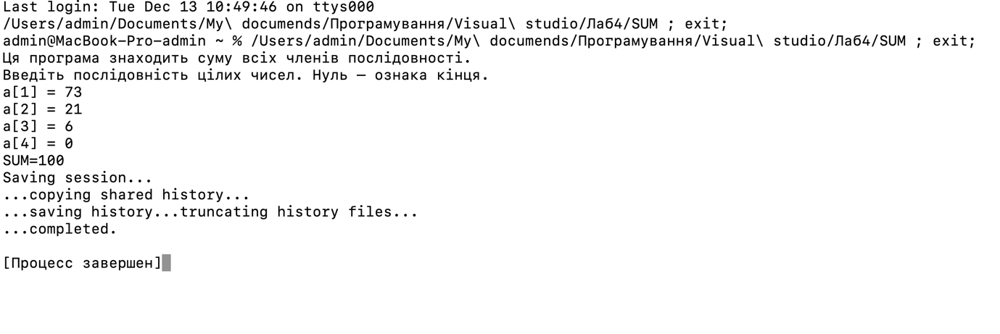 Last login: Tue Dec 13 10:49:46 on ttys000
/Users/admin/Documents/My\ documends/Програмування/Visual\ studio/Лаб4/SUM ; exit;
admin@MacBook-Pro-admin ~ % /Users/admin/Documents/My\ documends/Програмування/Visual\ studio/Лаб4/SUM ; exit;
Ця програма знаходить суму всіх членів послідовності.
Введіть послідовність цілих чисел. Нуль – ознака кінця.
a[1] = 73
a[2] = 21
a[3] = 6
a[4] = 0
SUM=100
Saving session...
...copying shared history...
...saving history...truncating history files...
...completed.
[Процесс завершен]